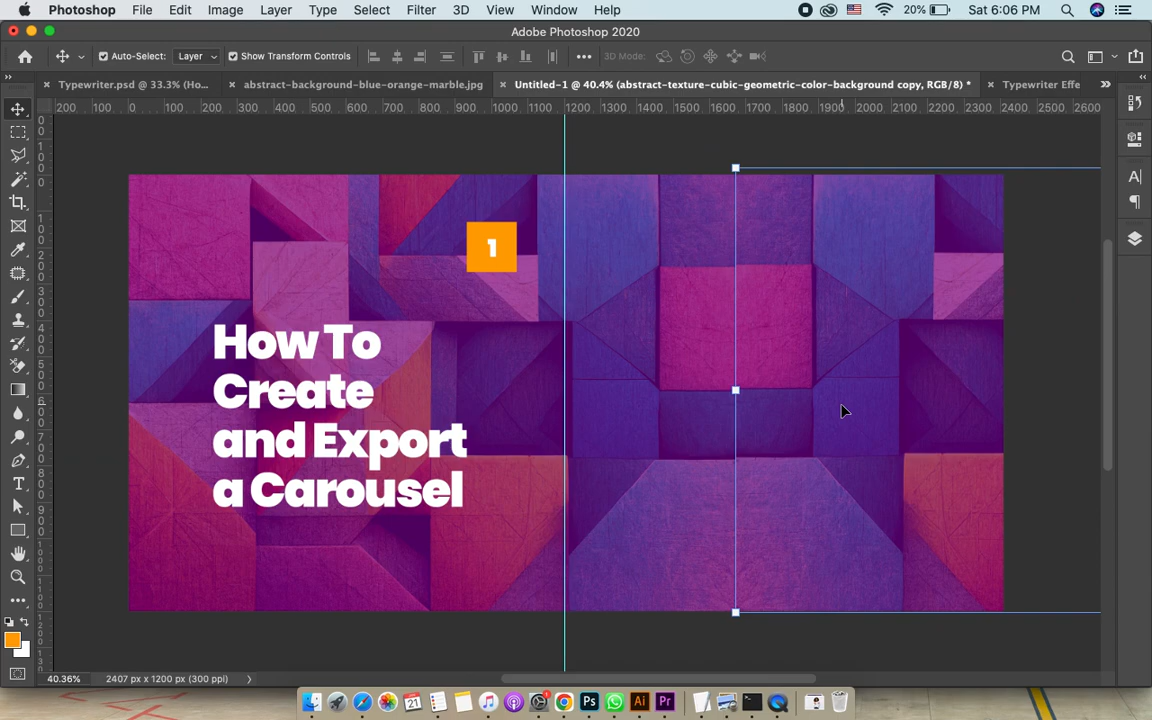 Photoshop File Edit Image Layer Type Select Filter 3D View Window Help 20% Sat 6:06 PM
Adobe Photoshop 2020
Auto-Select: Layer Show Transform Controls 3D Mode:
Typewriter.psd @ 33.3% (Ho... abstract-background-blue-orange-marble.jpg Untitled-1 @ 40.4% (abstract-texture-cubic-geometric-color-background copy, RGB/8) * Typewriter Effe
200 100 0 100 200 300 400 500 600 700 800 900 1000 1100 1200 1300 1400 1500 1600 1700 1800 1900 2000 2100 2200 2300 2400 2500 2600
1
How To
Create
and Export
a Carousel
40.36% 2407 px x 1200 px (300 ppi)